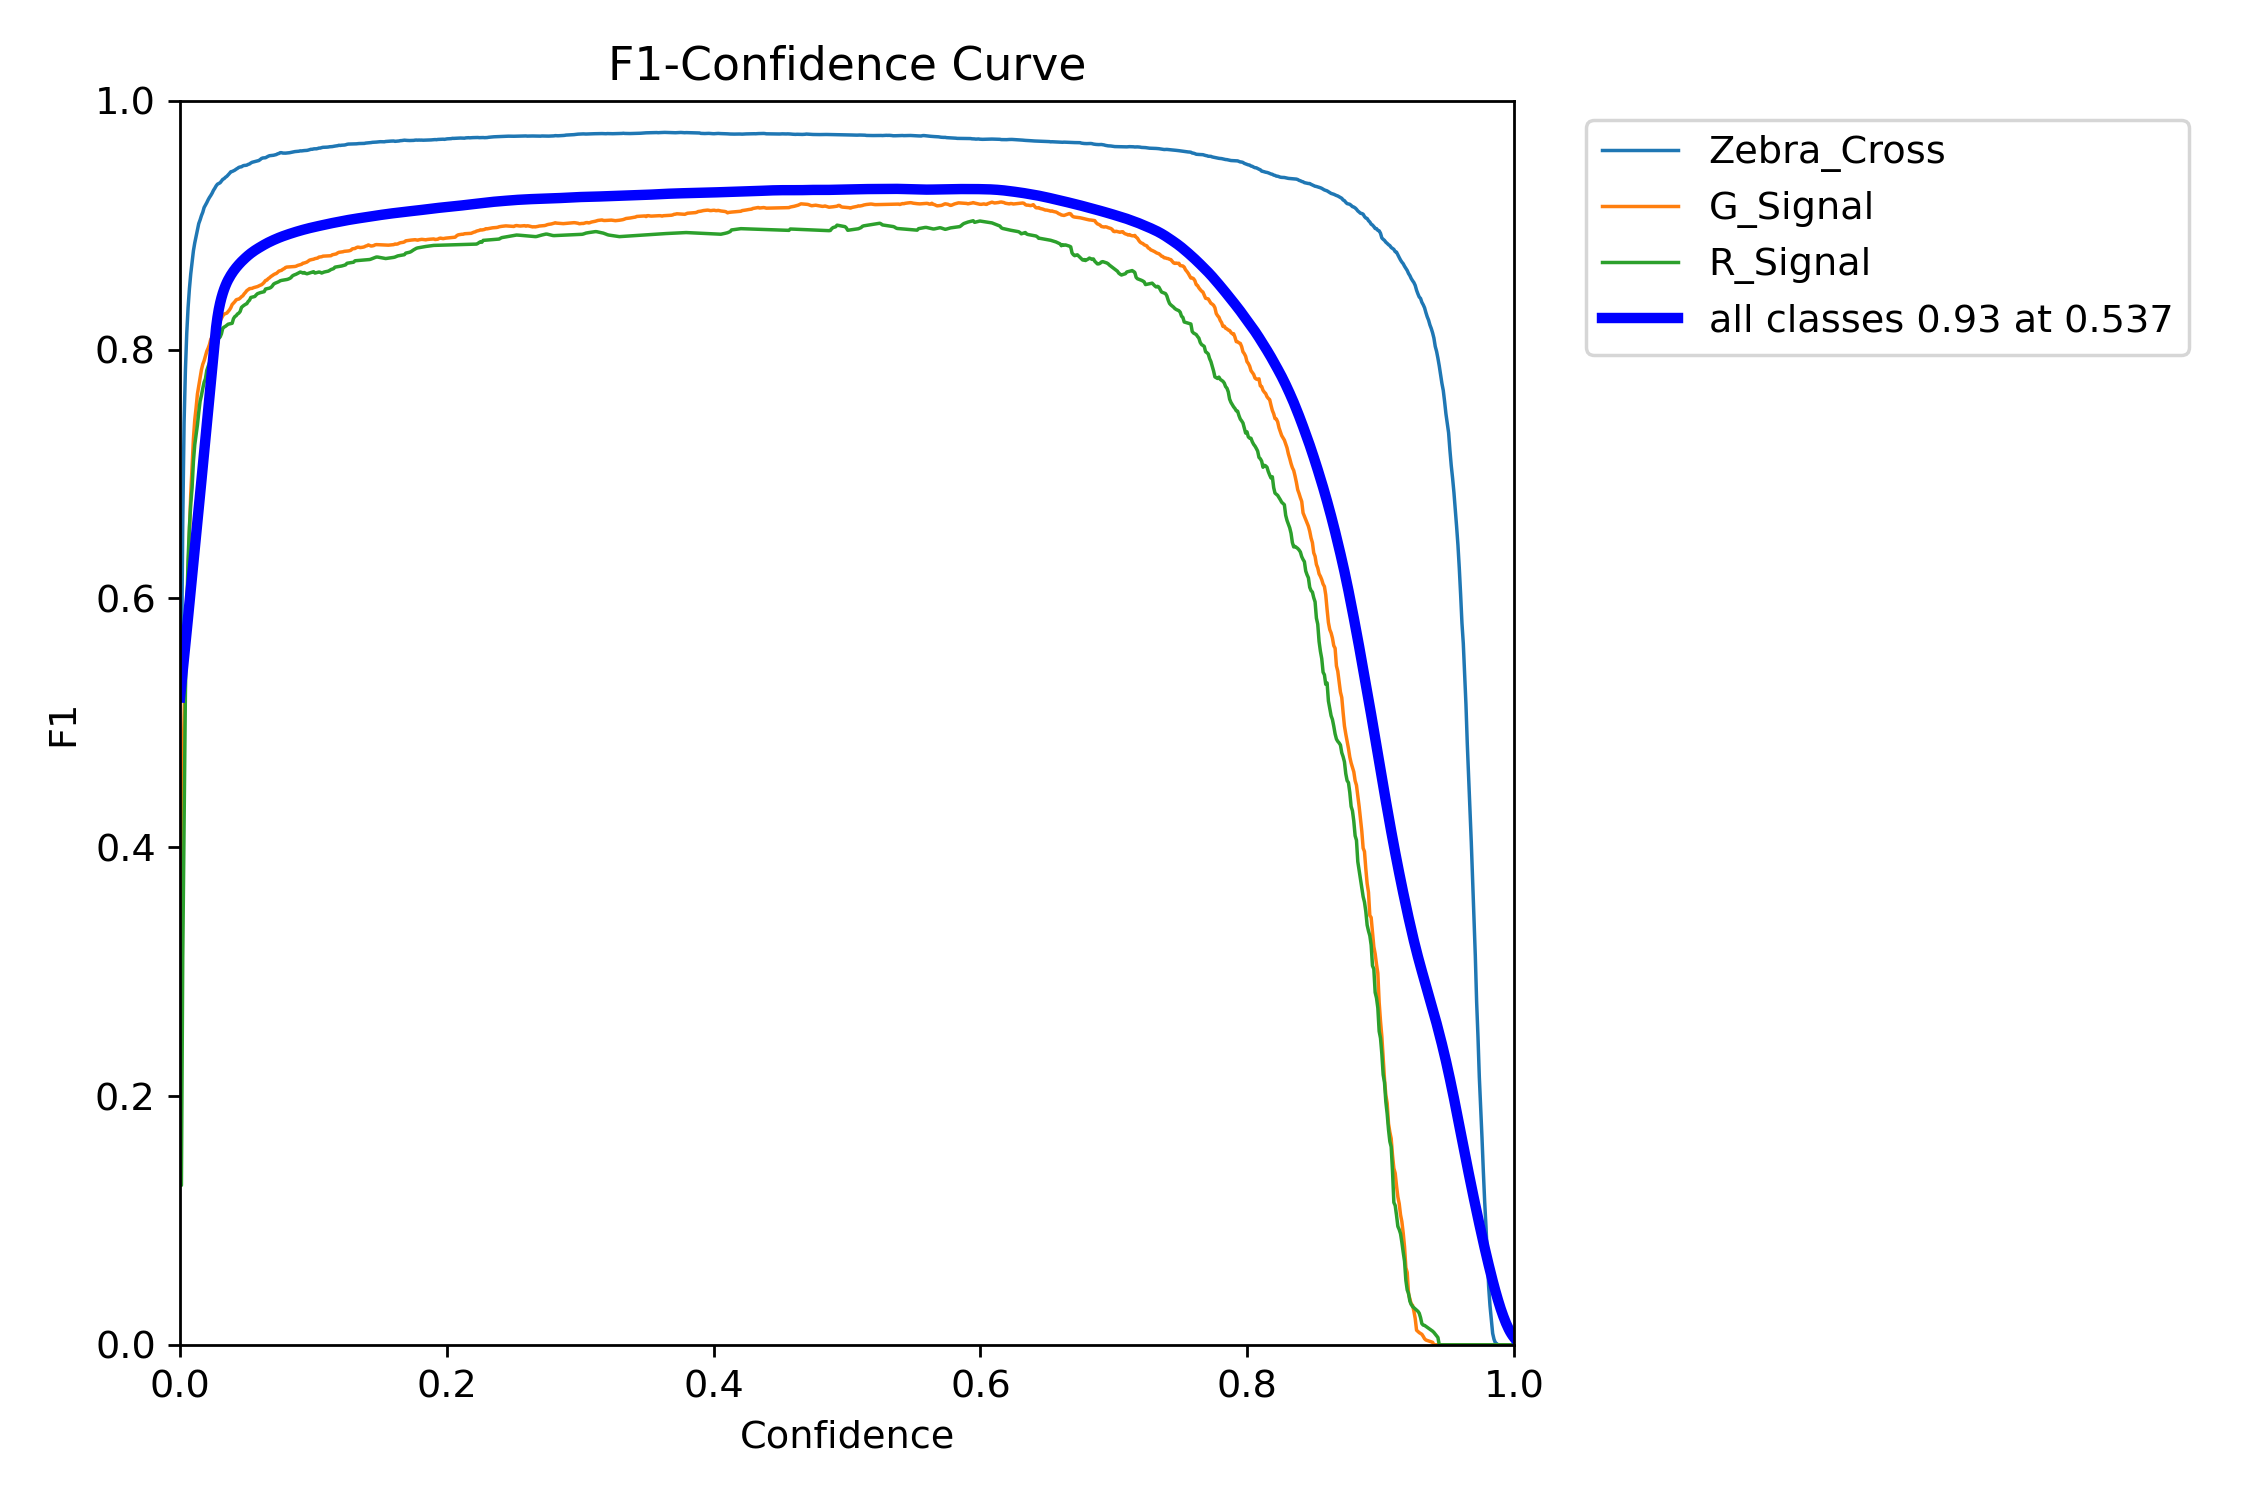 F1-Confidence Curve
1.0
0.8
0.6
0.4
0.2
0.0
F1
0.0 0.2 0.4 0.6 0.8 1.0
Confidence
Zebra_Cross
G_Signal
R_Signal
all classes 0.93 at 0.537